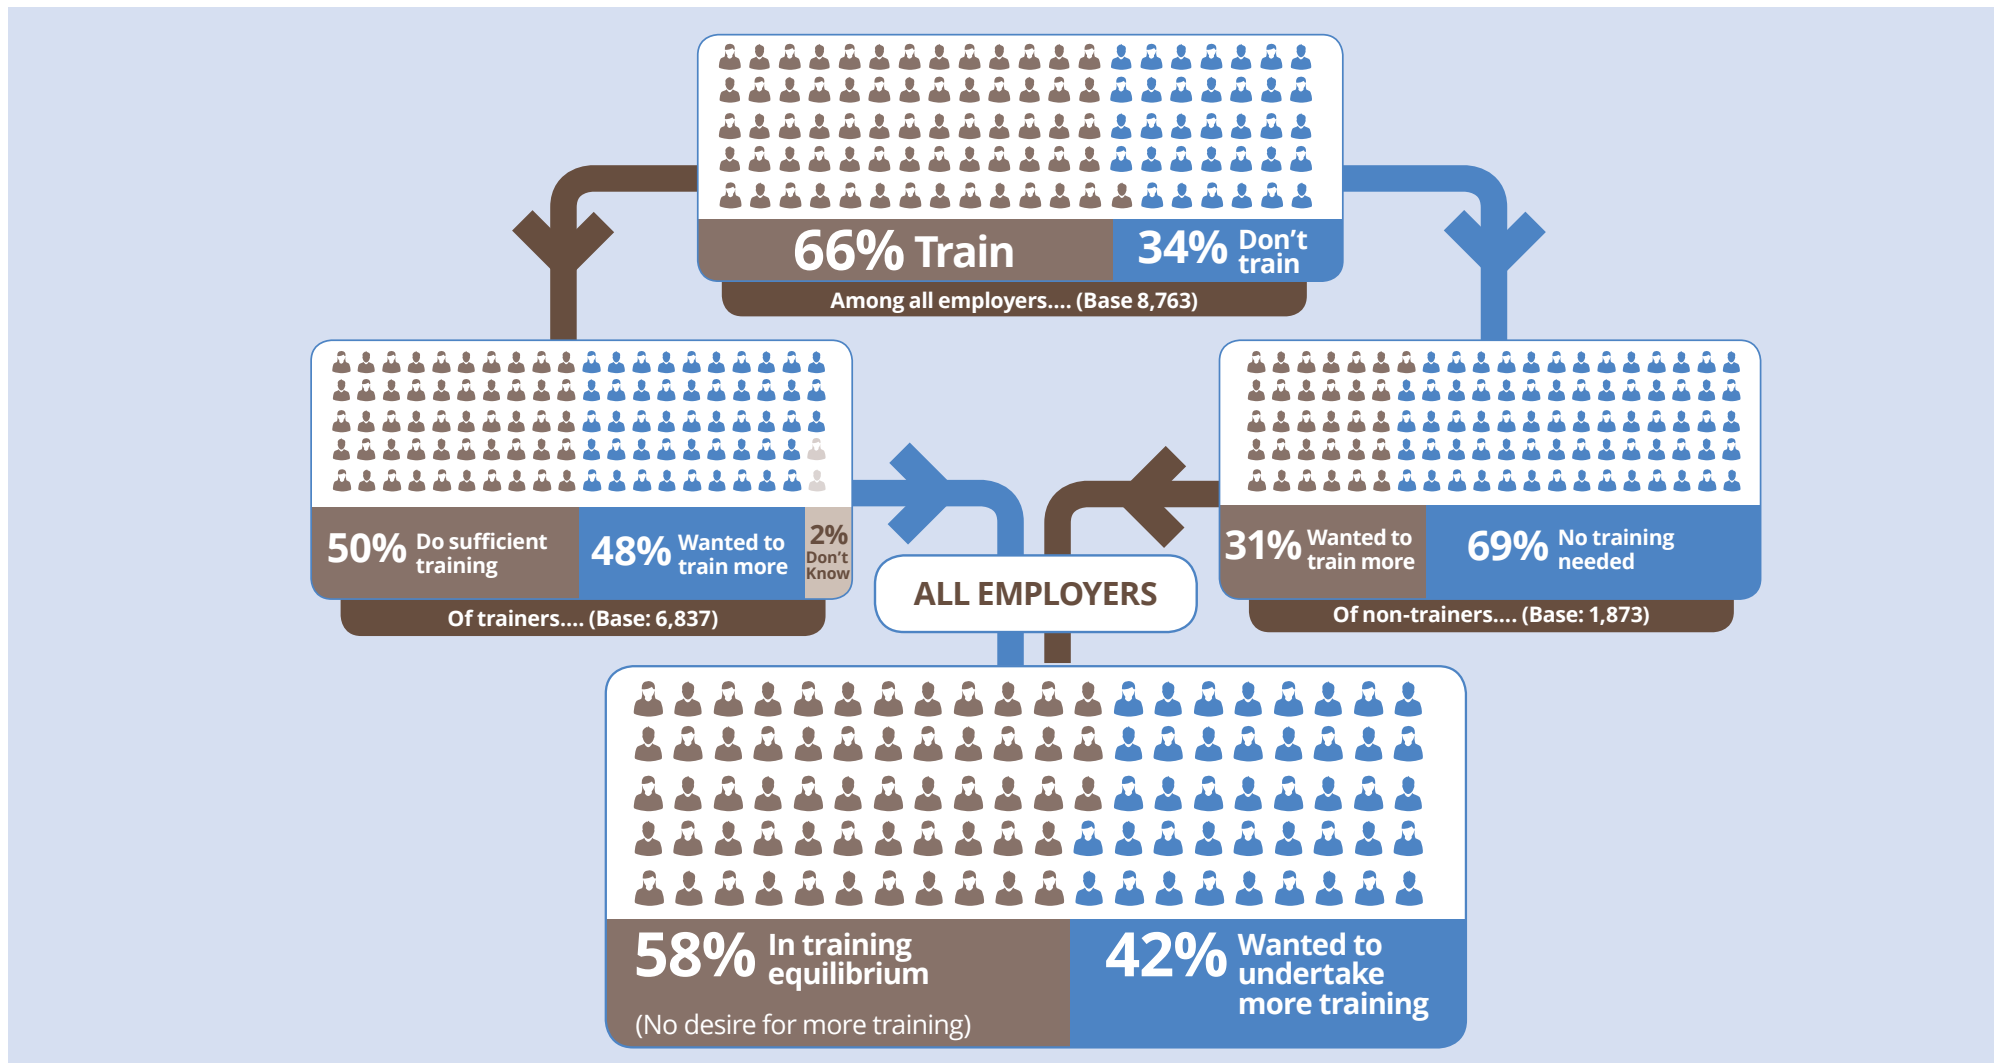 66% Train
34% Don’t
train
Among all employers.... (Base 8,763)
50% Do sufficient
training
48% Wanted to
train more
2%
Don’t
Know
Of trainers.... (Base: 6,837)
31% Wanted to
train more
69% No training
needed
Of non-trainers.... (Base: 1,873)
ALL EMPLOYERS
58% In training
equilibrium
(No desire for more training)
42% Wanted to
undertake
more training